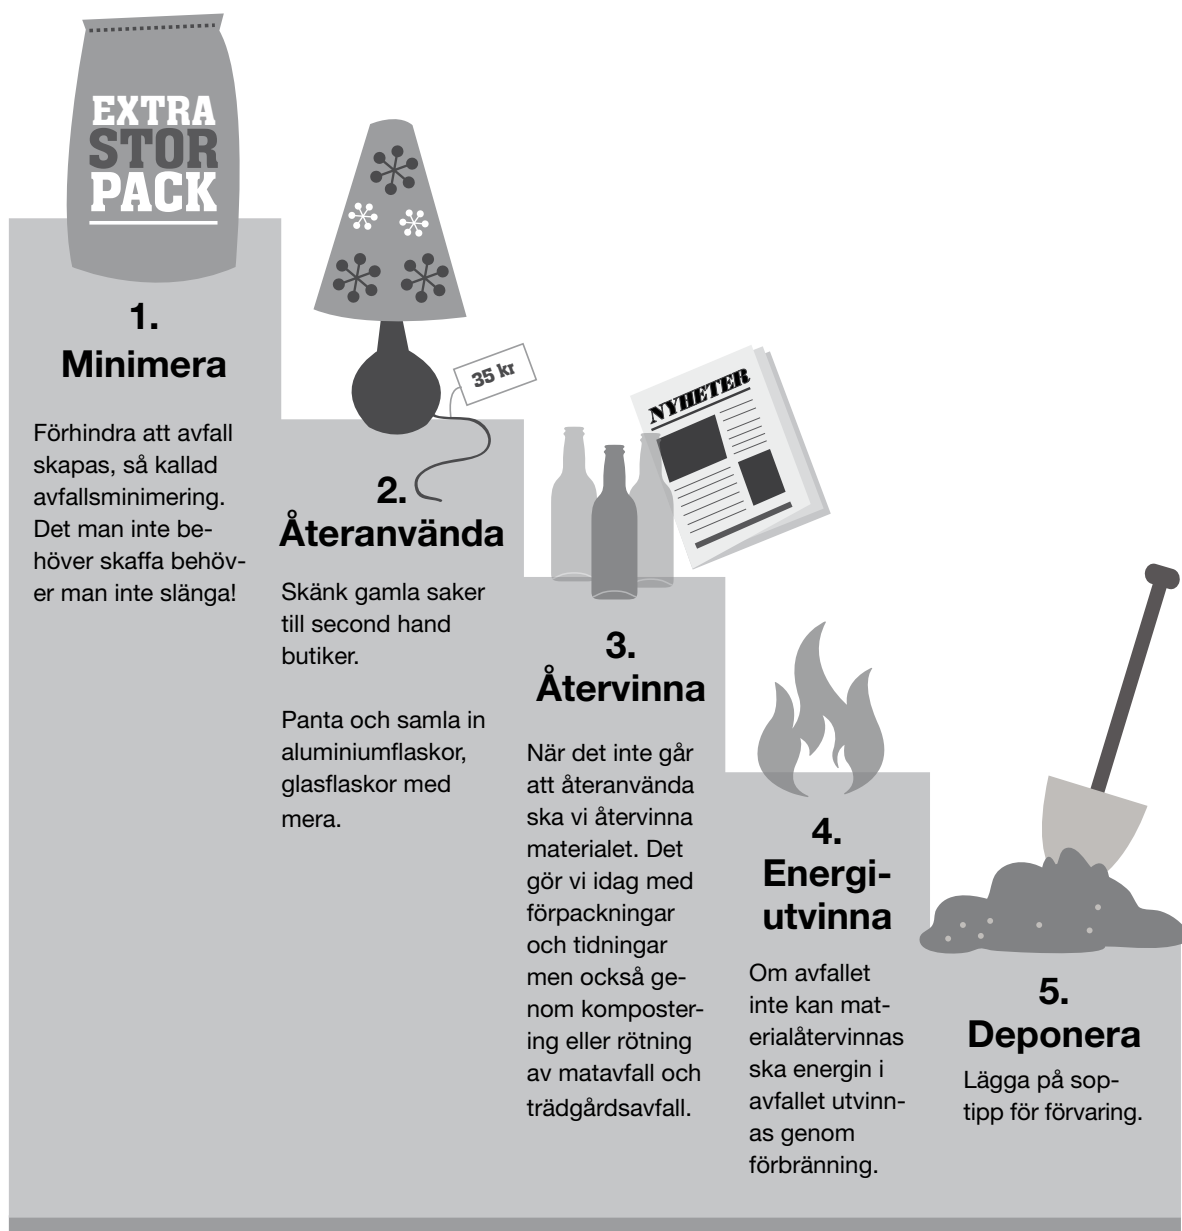 EXTRA
STOR
PACK
1.
Minimera
Förhindra att avfall
skapas, så kallad
avfallsminimering.
Det man inte be-
höver skaffa behöv-
er man inte slänga!
35 kr
2.
Återanvända
Skänk gamla saker
till second hand
butiker.
Panta och samla in
aluminiumflaskor,
glasflaskor med
mera.
NYHETER
3.
Återvinna
När det inte går
att återanvända
ska vi återvinna
materialet. Det
gör vi idag med
förpackningar
och tidningar
men också ge-
nom komposter-
ing eller rötning
av matavfall och
trädgårdsavfall.
4.
Energi-
utvinna
Om avfallet
inte kan mat-
erialåtervinnas
ska energin i
avfallet utvinn-
as genom
förbränning.
5.
Deponera
Lägga på sop-
tipp för förvaring.